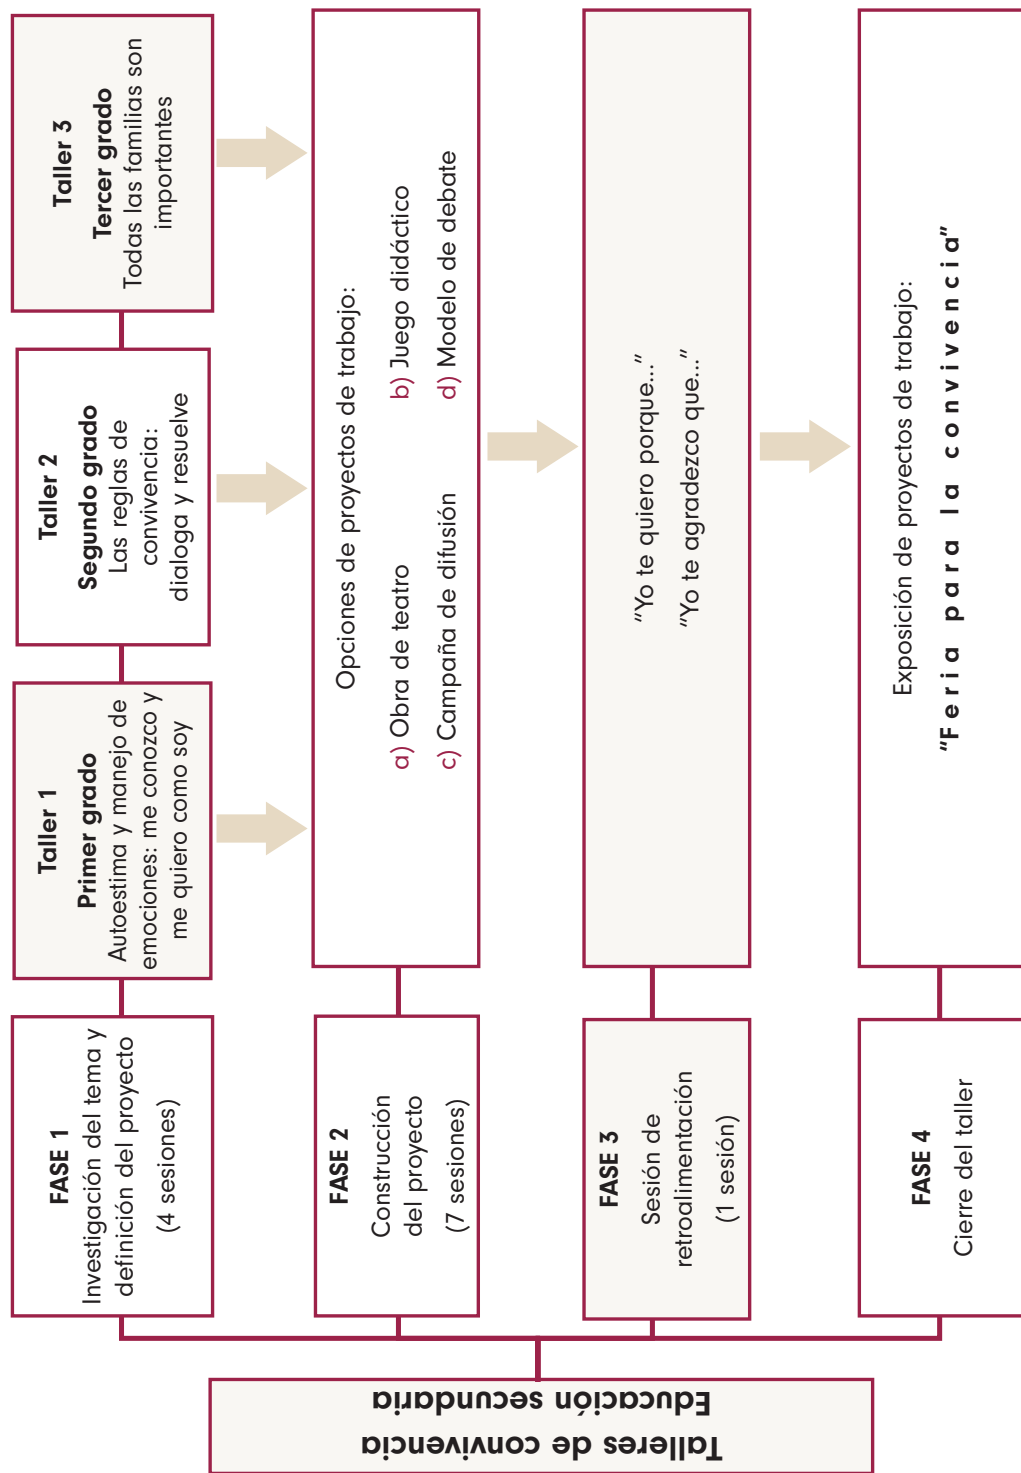 Talleres de convivencia
Educación secundaria
FASE 1
Investigación del tema y
definición del proyecto
(4 sesiones)
Taller 1
Primer grado
Autoestima y manejo de
emociones: me conozco y
me quiero como soy
Taller 2
Segundo grado
Las reglas de
convivencia:
dialoga y resuelve
Taller 3
Tercer grado
Todas las familias son
importantes
FASE 2
Construcción
del proyecto
(7 sesiones)
Opciones de proyectos de trabajo:
a) Obra de teatro
b) Juego didáctico
c) Campaña de difusión
d) Modelo de debate
FASE 3
Sesión de
retroalimentación
(1 sesión)
“Yo te quiero porque...”
“Yo te agradezco que...”
FASE 4
Cierre del taller
Exposición de proyectos de trabajo:
“Feria para la convivencia”